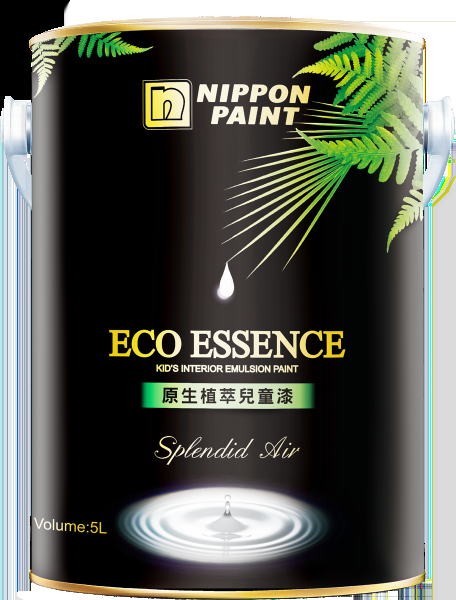 n
NIPPON
PAINT
ECO ESSENCE
KID'S INTERIOR EMULSION PAINT
原生植萃兒童漆
Splendid Air
Volume:5L